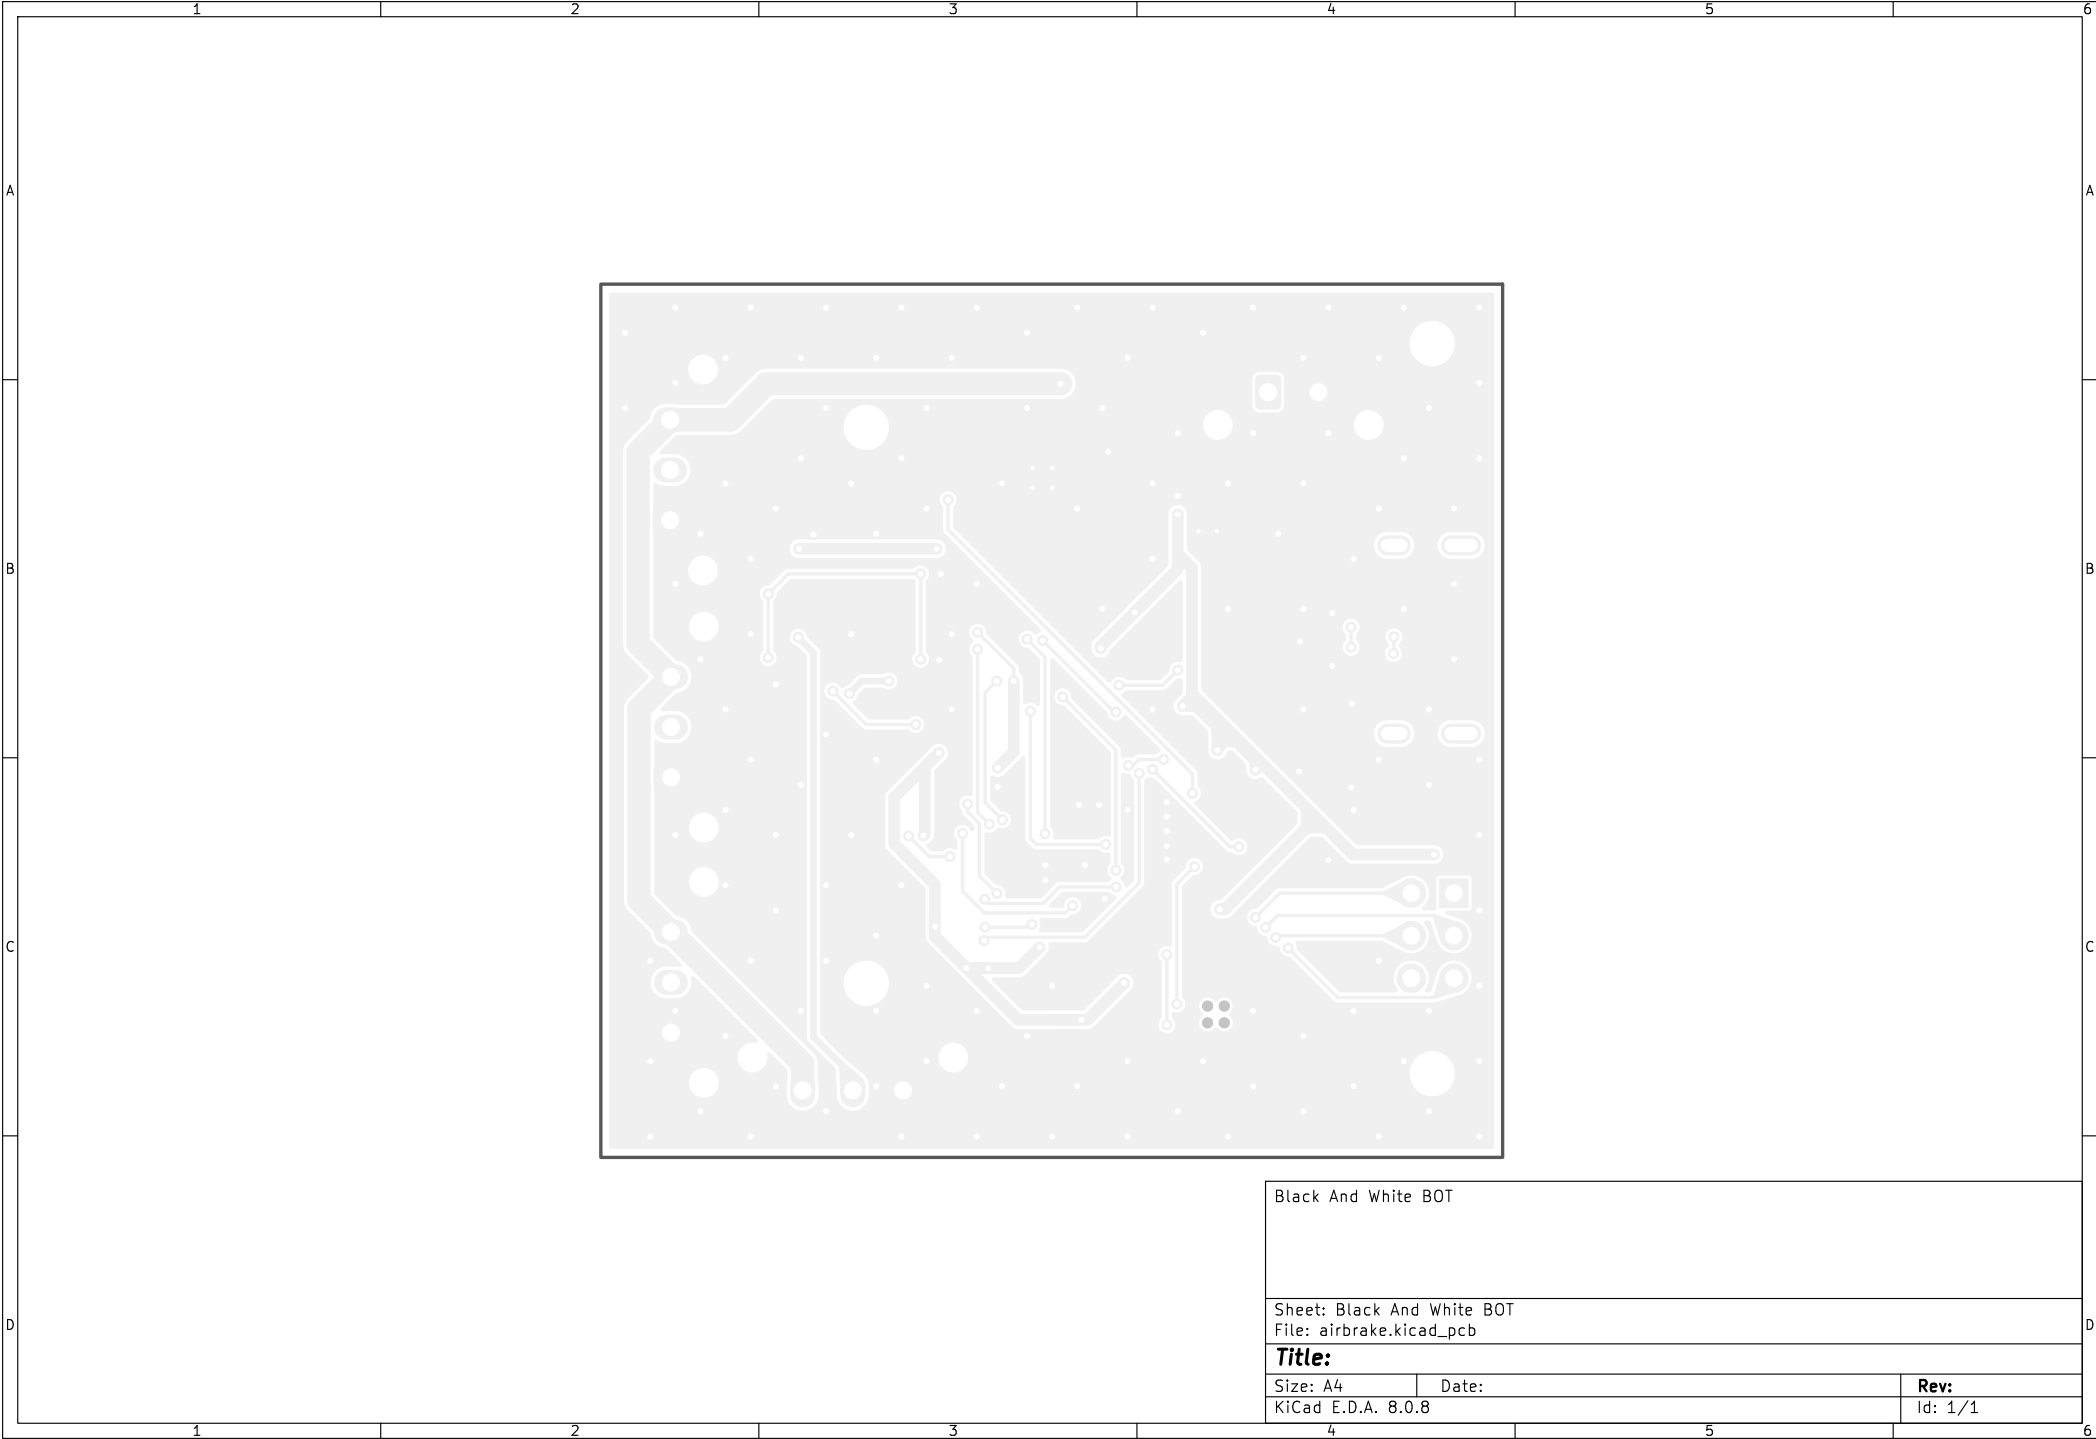 1 2 3 4 5 6
A A
B B
C C
Black And White BOT
Sheet: Black And White BOT
D D
File: airbrake.kicad_pcb
Title:
Size: A4 Date: Rev:
KiCad E.D.A. 8.0.8 Id: 1/1
1 2 3 4 5 6